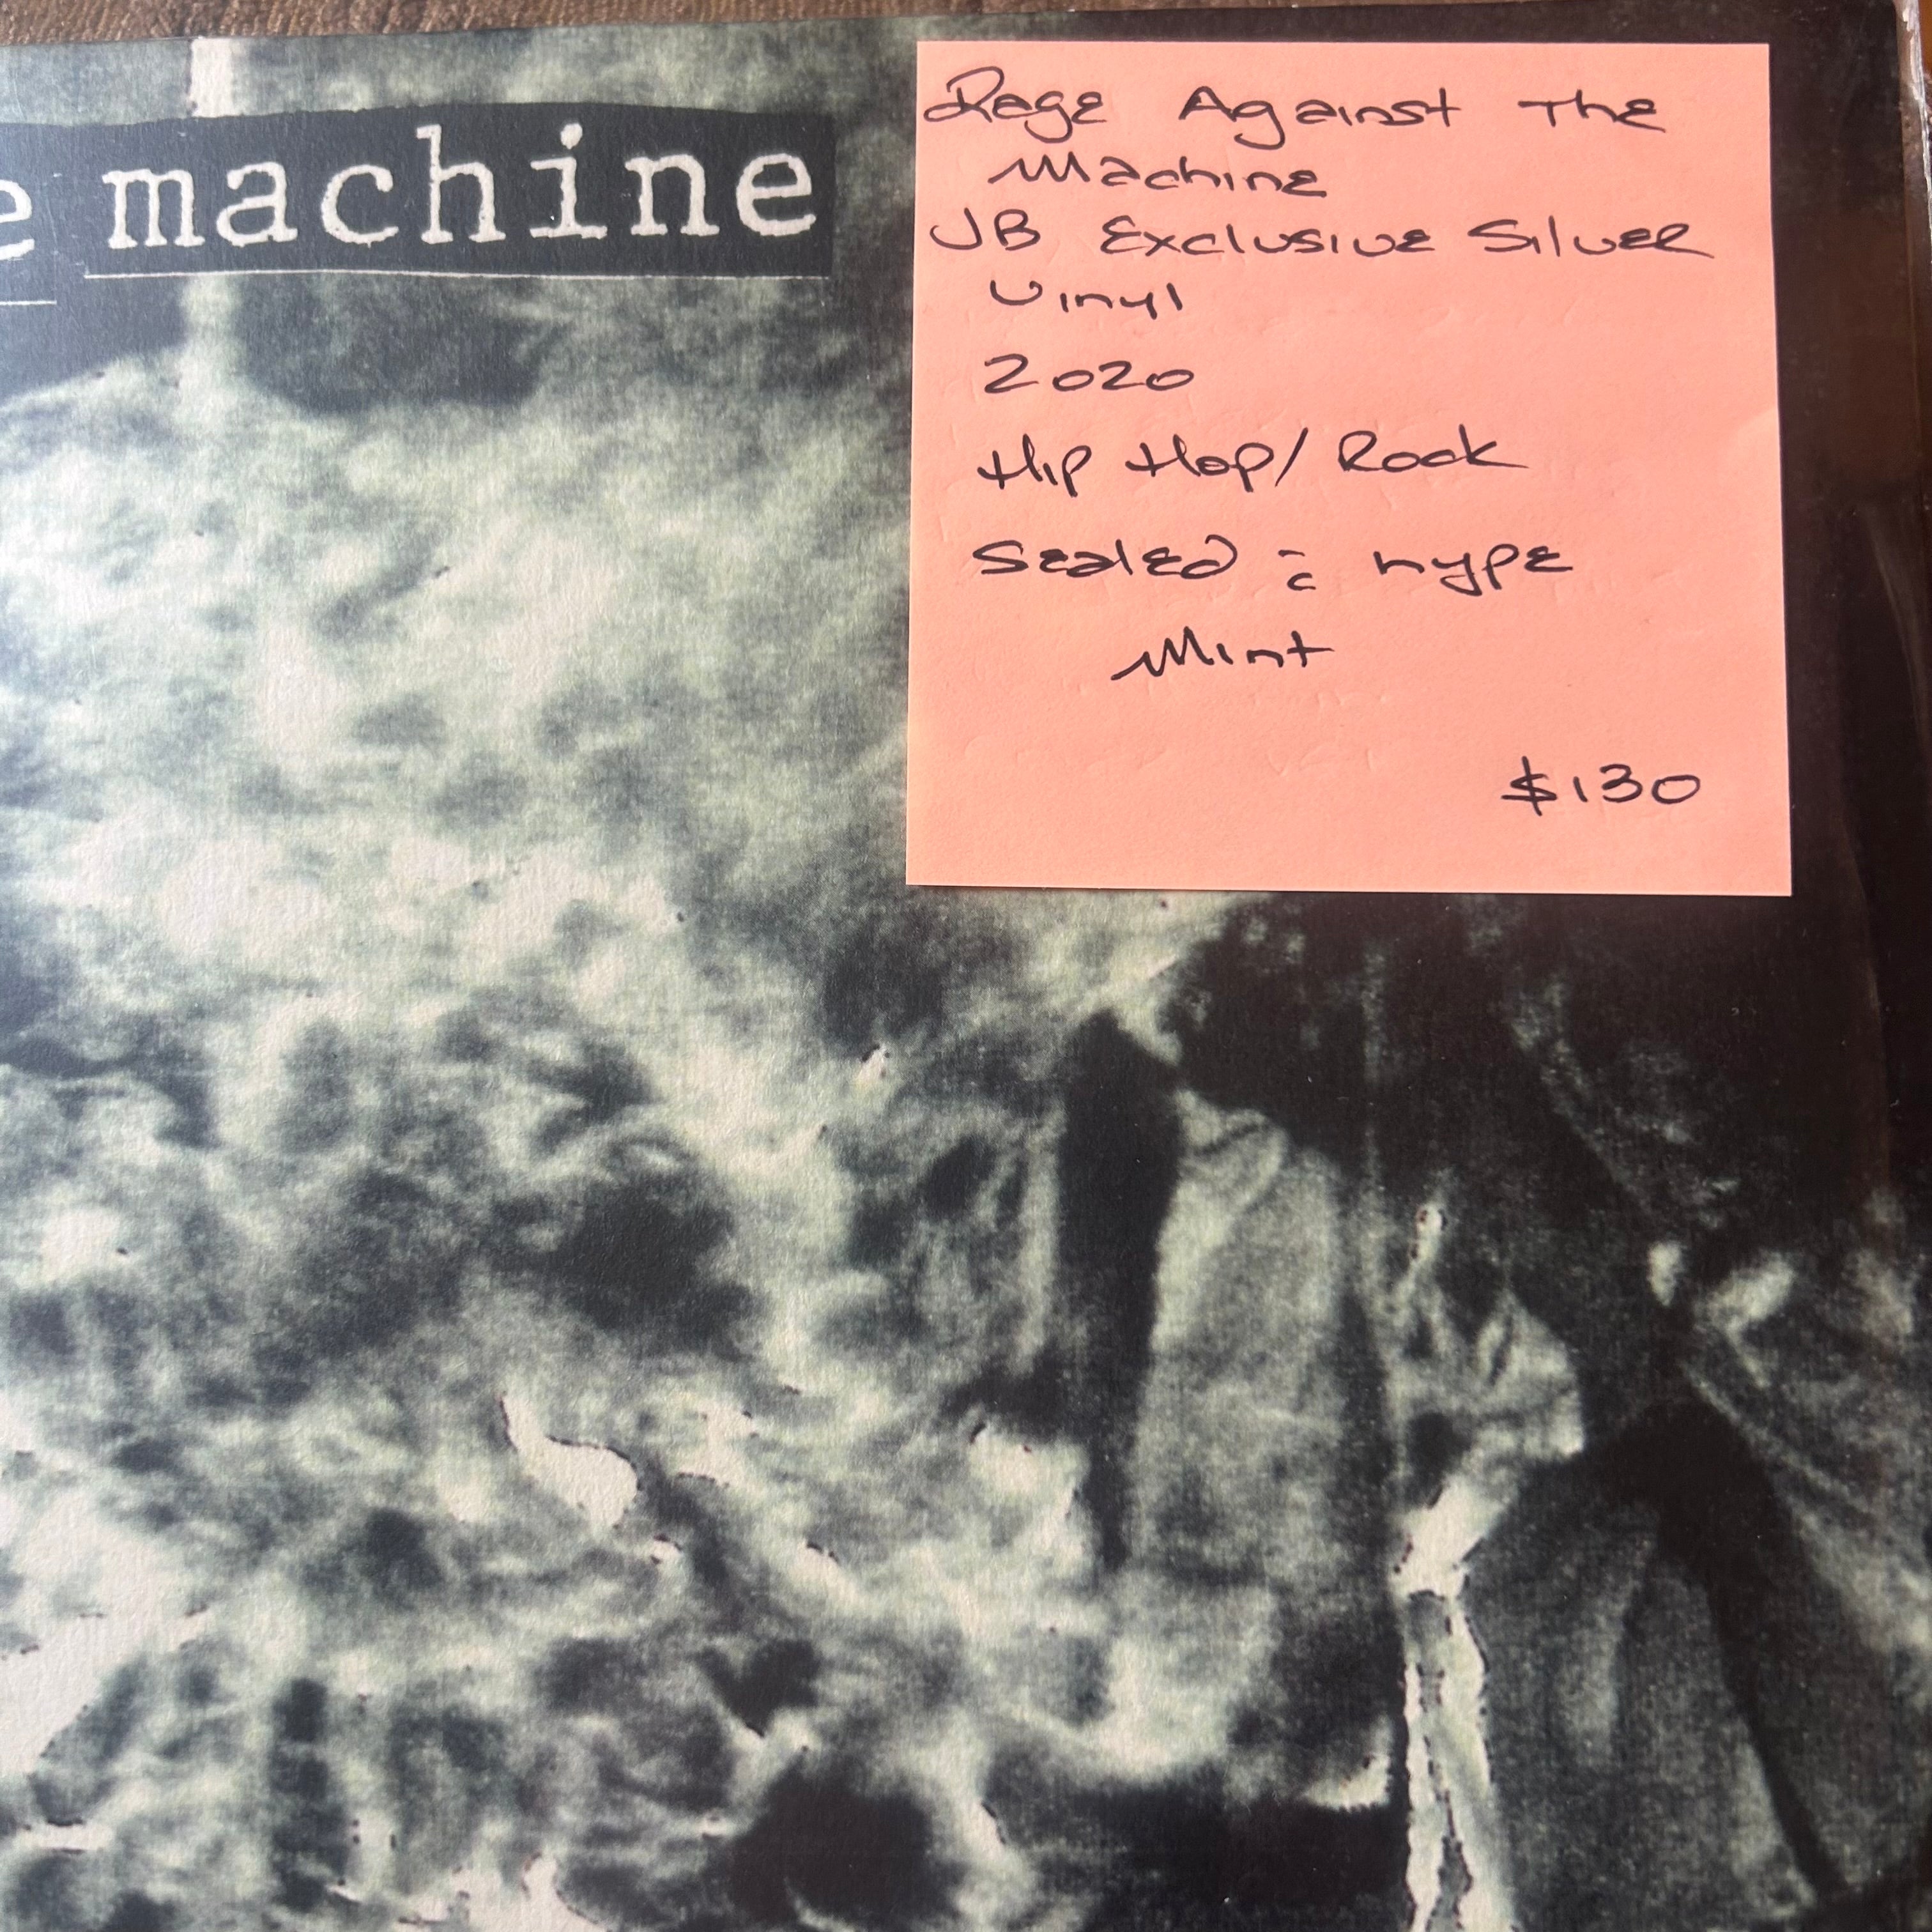 e machine
Rage Against The
Machine
JB Exclusive Silver
Vinyl
2020
Hip Hop/ Rock
Sealed c̄ hype
Mint
$130